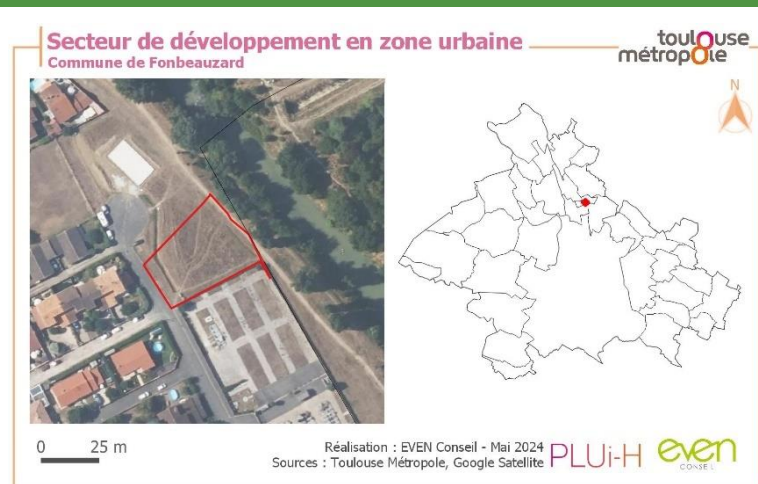 Secteur de développement en zone urbaine
Commune de Fonbeauzard
toulouse
métropole
N
0 25 m
Réalisation : EVEN Conseil - Mai 2024
Sources : Toulouse Métropole, Google Satellite
PLUi-H
even
CONSEIL